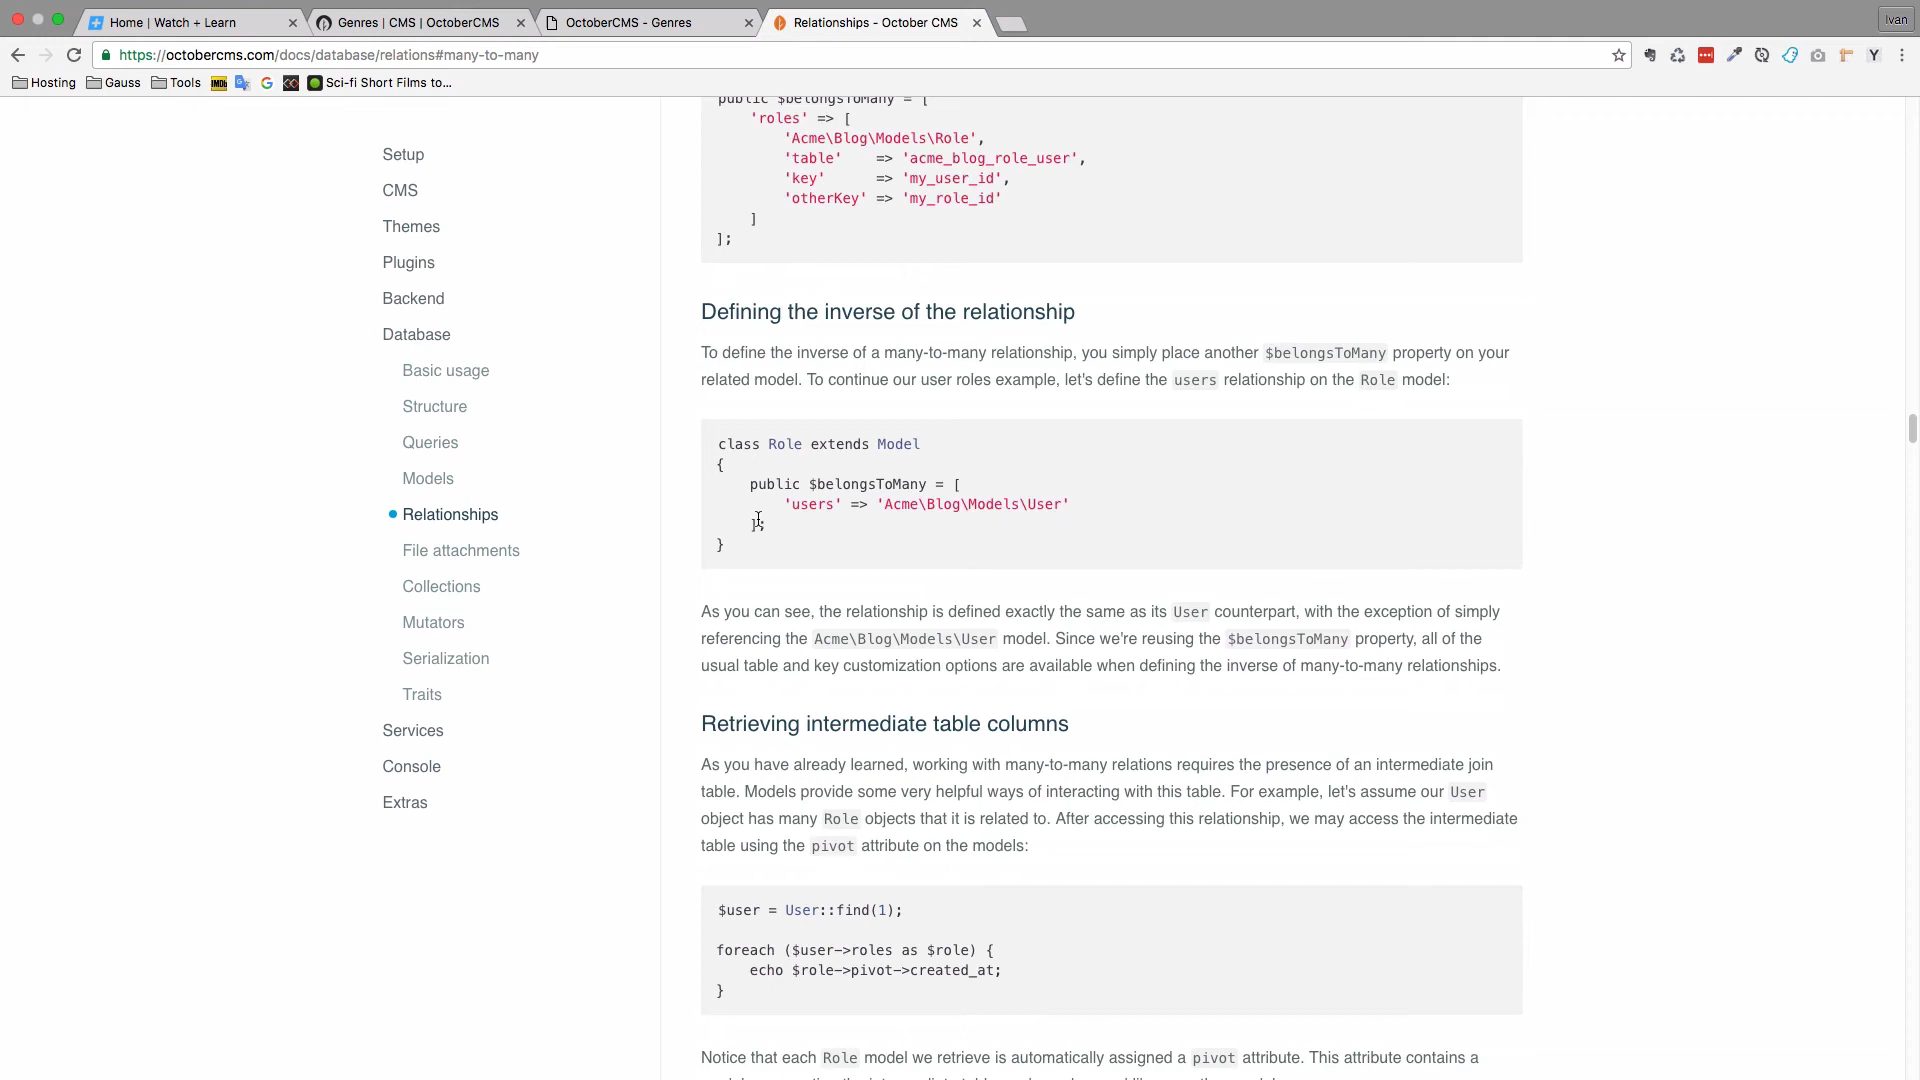 Home | Watch + Learn
Genres | CMS | OctoberCMS
OctoberCMS - Genres
Relationships - October CMS
Ivan
https://octobercms.com/docs/database/relations#many-to-many
Hosting
Gauss
Tools
IMDb
Sci-fi Short Films to...
public $belongsToMany = [
'roles' => [
'Acme\Blog\Models\Role',
'table' => 'acme_blog_role_user',
'key' => 'my_user_id',
'otherKey' => 'my_role_id'
]
];
Setup
CMS
Themes
Plugins
Backend
Database
Basic usage
Structure
Queries
Models
Relationships
File attachments
Collections
Mutators
Serialization
Traits
Services
Console
Extras
Defining the inverse of the relationship
To define the inverse of a many-to-many relationship, you simply place another $belongsToMany property on your
related model. To continue our user roles example, let's define the users relationship on the Role model:
class Role extends Model
{
public $belongsToMany = [
'users' => 'Acme\Blog\Models\User'
];
}
As you can see, the relationship is defined exactly the same as its User counterpart, with the exception of simply
referencing the Acme\Blog\Models\User model. Since we're reusing the $belongsToMany property, all of the
usual table and key customization options are available when defining the inverse of many-to-many relationships.
Retrieving intermediate table columns
As you have already learned, working with many-to-many relations requires the presence of an intermediate join
table. Models provide some very helpful ways of interacting with this table. For example, let's assume our User
object has many Role objects that it is related to. After accessing this relationship, we may access the intermediate
table using the pivot attribute on the models:
$user = User::find(1);
foreach ($user->roles as $role) {
echo $role->pivot->created_at;
}
Notice that each Role model we retrieve is automatically assigned a pivot attribute. This attribute contains a